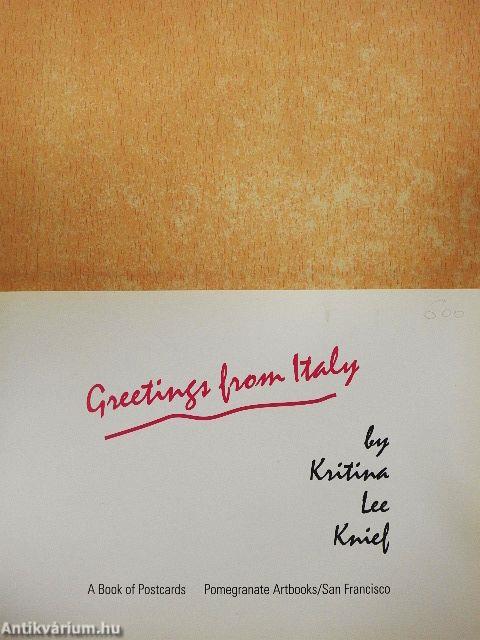 600
Greetings from Italy
by
Kritina
Lee
Knief
A Book of Postcards Pomegranate Artbooks/San Francisco
Antikvárium.hu